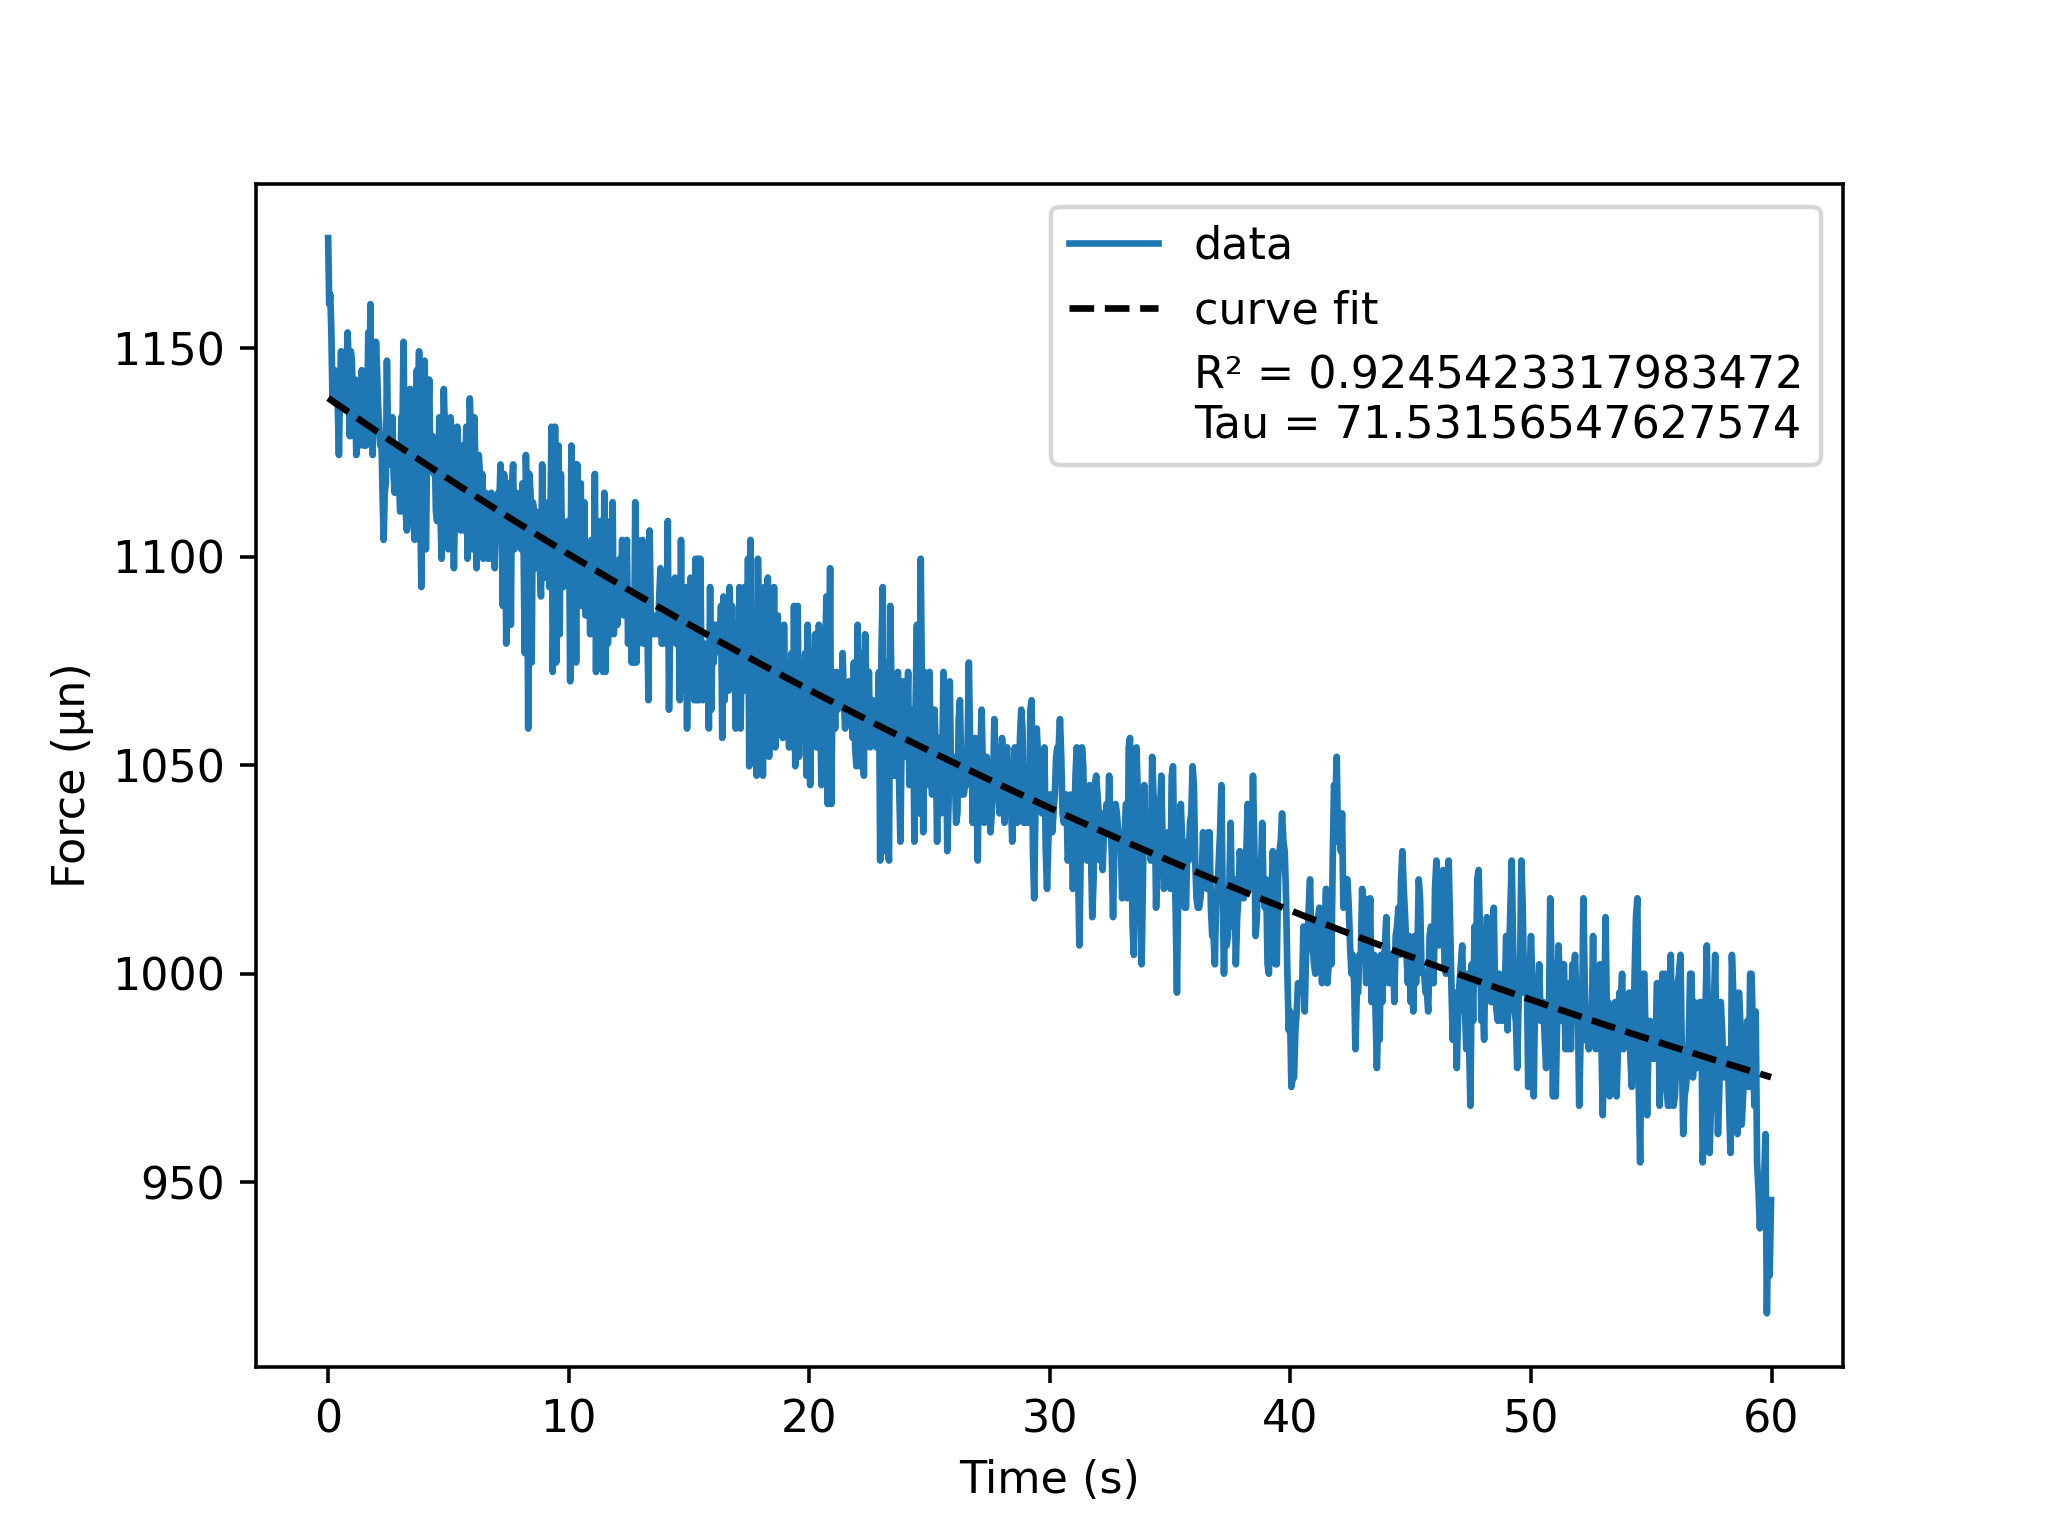 data
curve fit
R² = 0.9245423317983472
Tau = 71.53156547627574
1150
1100
1050
1000
950
Force (μn)
0 10 20 30 40 50 60
Time (s)